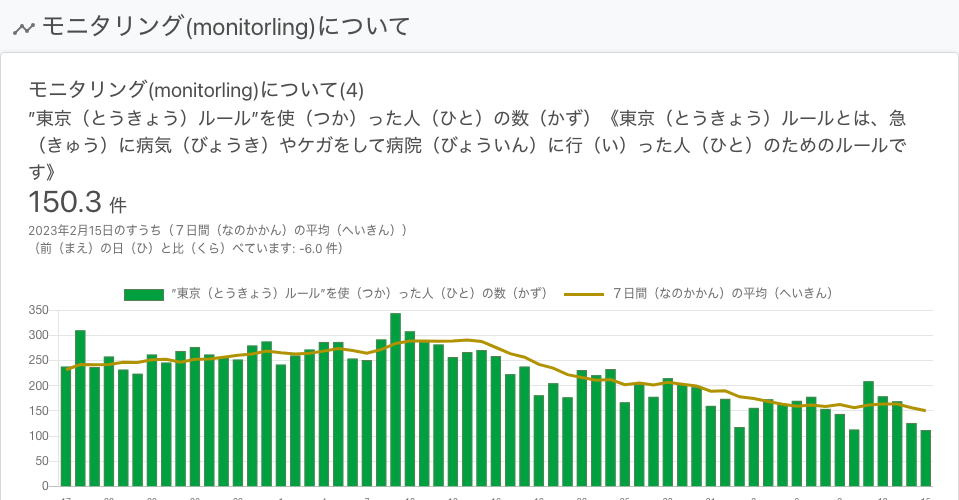 モニタリング(monitorling)について
モニタリング(monitorling)について(4)
”東京（とうきょう）ルール”を使（つか）った人（ひと）の数（かず）《東京（とうきょう）ルールとは、急
（きゅう）に病気（びょうき）やケガをして病院（びょういん）に行（い）った人（ひと）のためのルールで
す》
150.3 件
2023年2月15日のすうち（７日間（なのかかん）の平均（へいきん））
（前（まえ）の日（ひ）と比（くら）べています: -6.0 件）
”東京（とうきょう）ルール”を使（つか）った人（ひと）の数（かず） ７日間（なのかかん）の平均（へいきん）
350
300
250
200
150
100
50
0